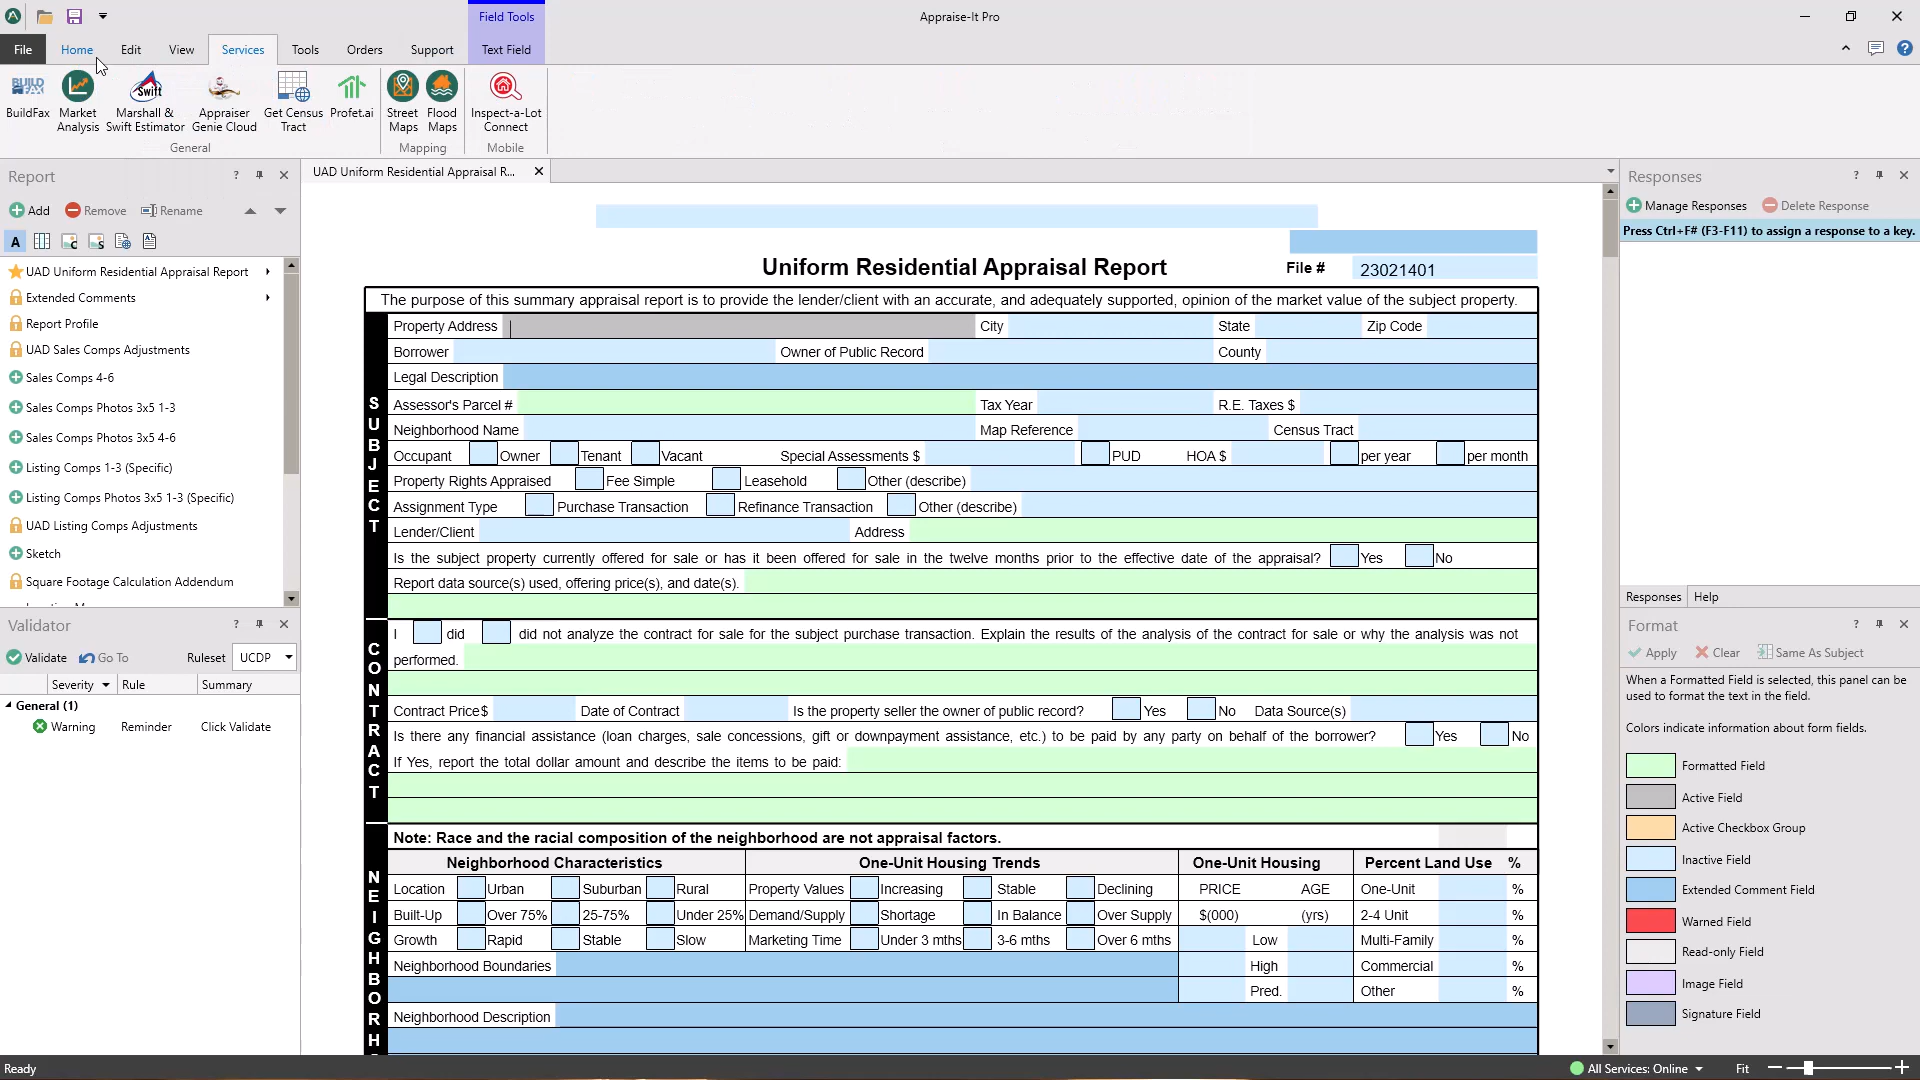 Field Tools
Appraise-It Pro
File Home Edit View Services Tools Orders Support Text Field
BUILD FAX
Swift
BuildFax
Market Analysis
Marshall & Swift Estimator
Appraiser Genie Cloud
Get Census Tract
Profet.ai
Street Maps
Flood Maps
Inspect-a-Lot Connect
General
Mapping
Mobile
Report
Add Remove Rename
A
UAD Uniform Residential Appraisal Report
Extended Comments
Report Profile
UAD Sales Comps Adjustments
Sales Comps 4-6
Sales Comps Photos 3x5 1-3
Sales Comps Photos 3x5 4-6
Listing Comps 1-3 (Specific)
Listing Comps Photos 3x5 1-3 (Specific)
UAD Listing Comps Adjustments
Sketch
Square Footage Calculation Addendum
Validator
Validate Go To Ruleset UCDP
Severity Rule Summary
General (1)
Warning Reminder Click Validate
UAD Uniform Residential Appraisal R...
Uniform Residential Appraisal Report File # 23021401
The purpose of this summary appraisal report is to provide the lender/client with an accurate, and adequately supported, opinion of the market value of the subject property.
SUBJECT
Property Address City State Zip Code
Borrower Owner of Public Record County
Legal Description
Assessor's Parcel # Tax Year R.E. Taxes $
Neighborhood Name Map Reference Census Tract
Occupant Owner Tenant Vacant Special Assessments $ PUD HOA $ per year per month
Property Rights Appraised Fee Simple Leasehold Other (describe)
Assignment Type Purchase Transaction Refinance Transaction Other (describe)
Lender/Client Address
Is the subject property currently offered for sale or has it been offered for sale in the twelve months prior to the effective date of the appraisal? Yes No
Report data source(s) used, offering price(s), and date(s).
CONTRACT
I did did not analyze the contract for sale for the subject purchase transaction. Explain the results of the analysis of the contract for sale or why the analysis was not
performed.
Contract Price$ Date of Contract Is the property seller the owner of public record? Yes No Data Source(s)
Is there any financial assistance (loan charges, sale concessions, gift or downpayment assistance, etc.) to be paid by any party on behalf of the borrower? Yes No
If Yes, report the total dollar amount and describe the items to be paid:
NEIGHBORH
Note: Race and the racial composition of the neighborhood are not appraisal factors.
Neighborhood Characteristics One-Unit Housing Trends One-Unit Housing Percent Land Use %
Location Urban Suburban Rural Property Values Increasing Stable Declining PRICE AGE One-Unit %
Built-Up Over 75% 25-75% Under 25% Demand/Supply Shortage In Balance Over Supply $(000) (yrs) 2-4 Unit %
Growth Rapid Stable Slow Marketing Time Under 3 mths 3-6 mths Over 6 mths Low Multi-Family %
Neighborhood Boundaries High Commercial %
Pred. Other %
Neighborhood Description
Responses
Manage Responses Delete Response
Press Ctrl+F# (F3-F11) to assign a response to a key.
Responses Help
Format
Apply Clear Same As Subject
When a Formatted Field is selected, this panel can be
used to format the text in the field.
Colors indicate information about form fields.
Formatted Field
Active Field
Active Checkbox Group
Inactive Field
Extended Comment Field
Warned Field
Read-only Field
Image Field
Signature Field
Ready All Services: Online Fit